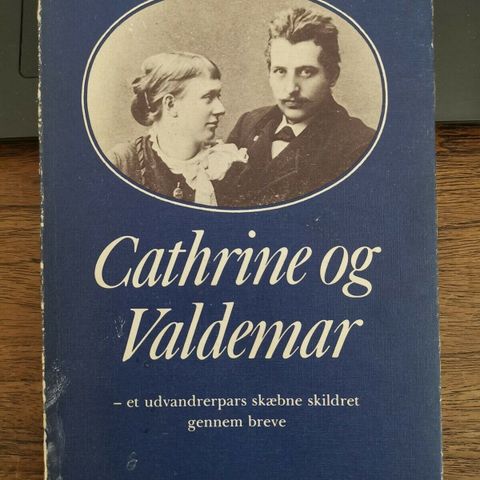 Cathrine og
Valdemar
– et udvandrerpars skæbne skildret
gennem breve